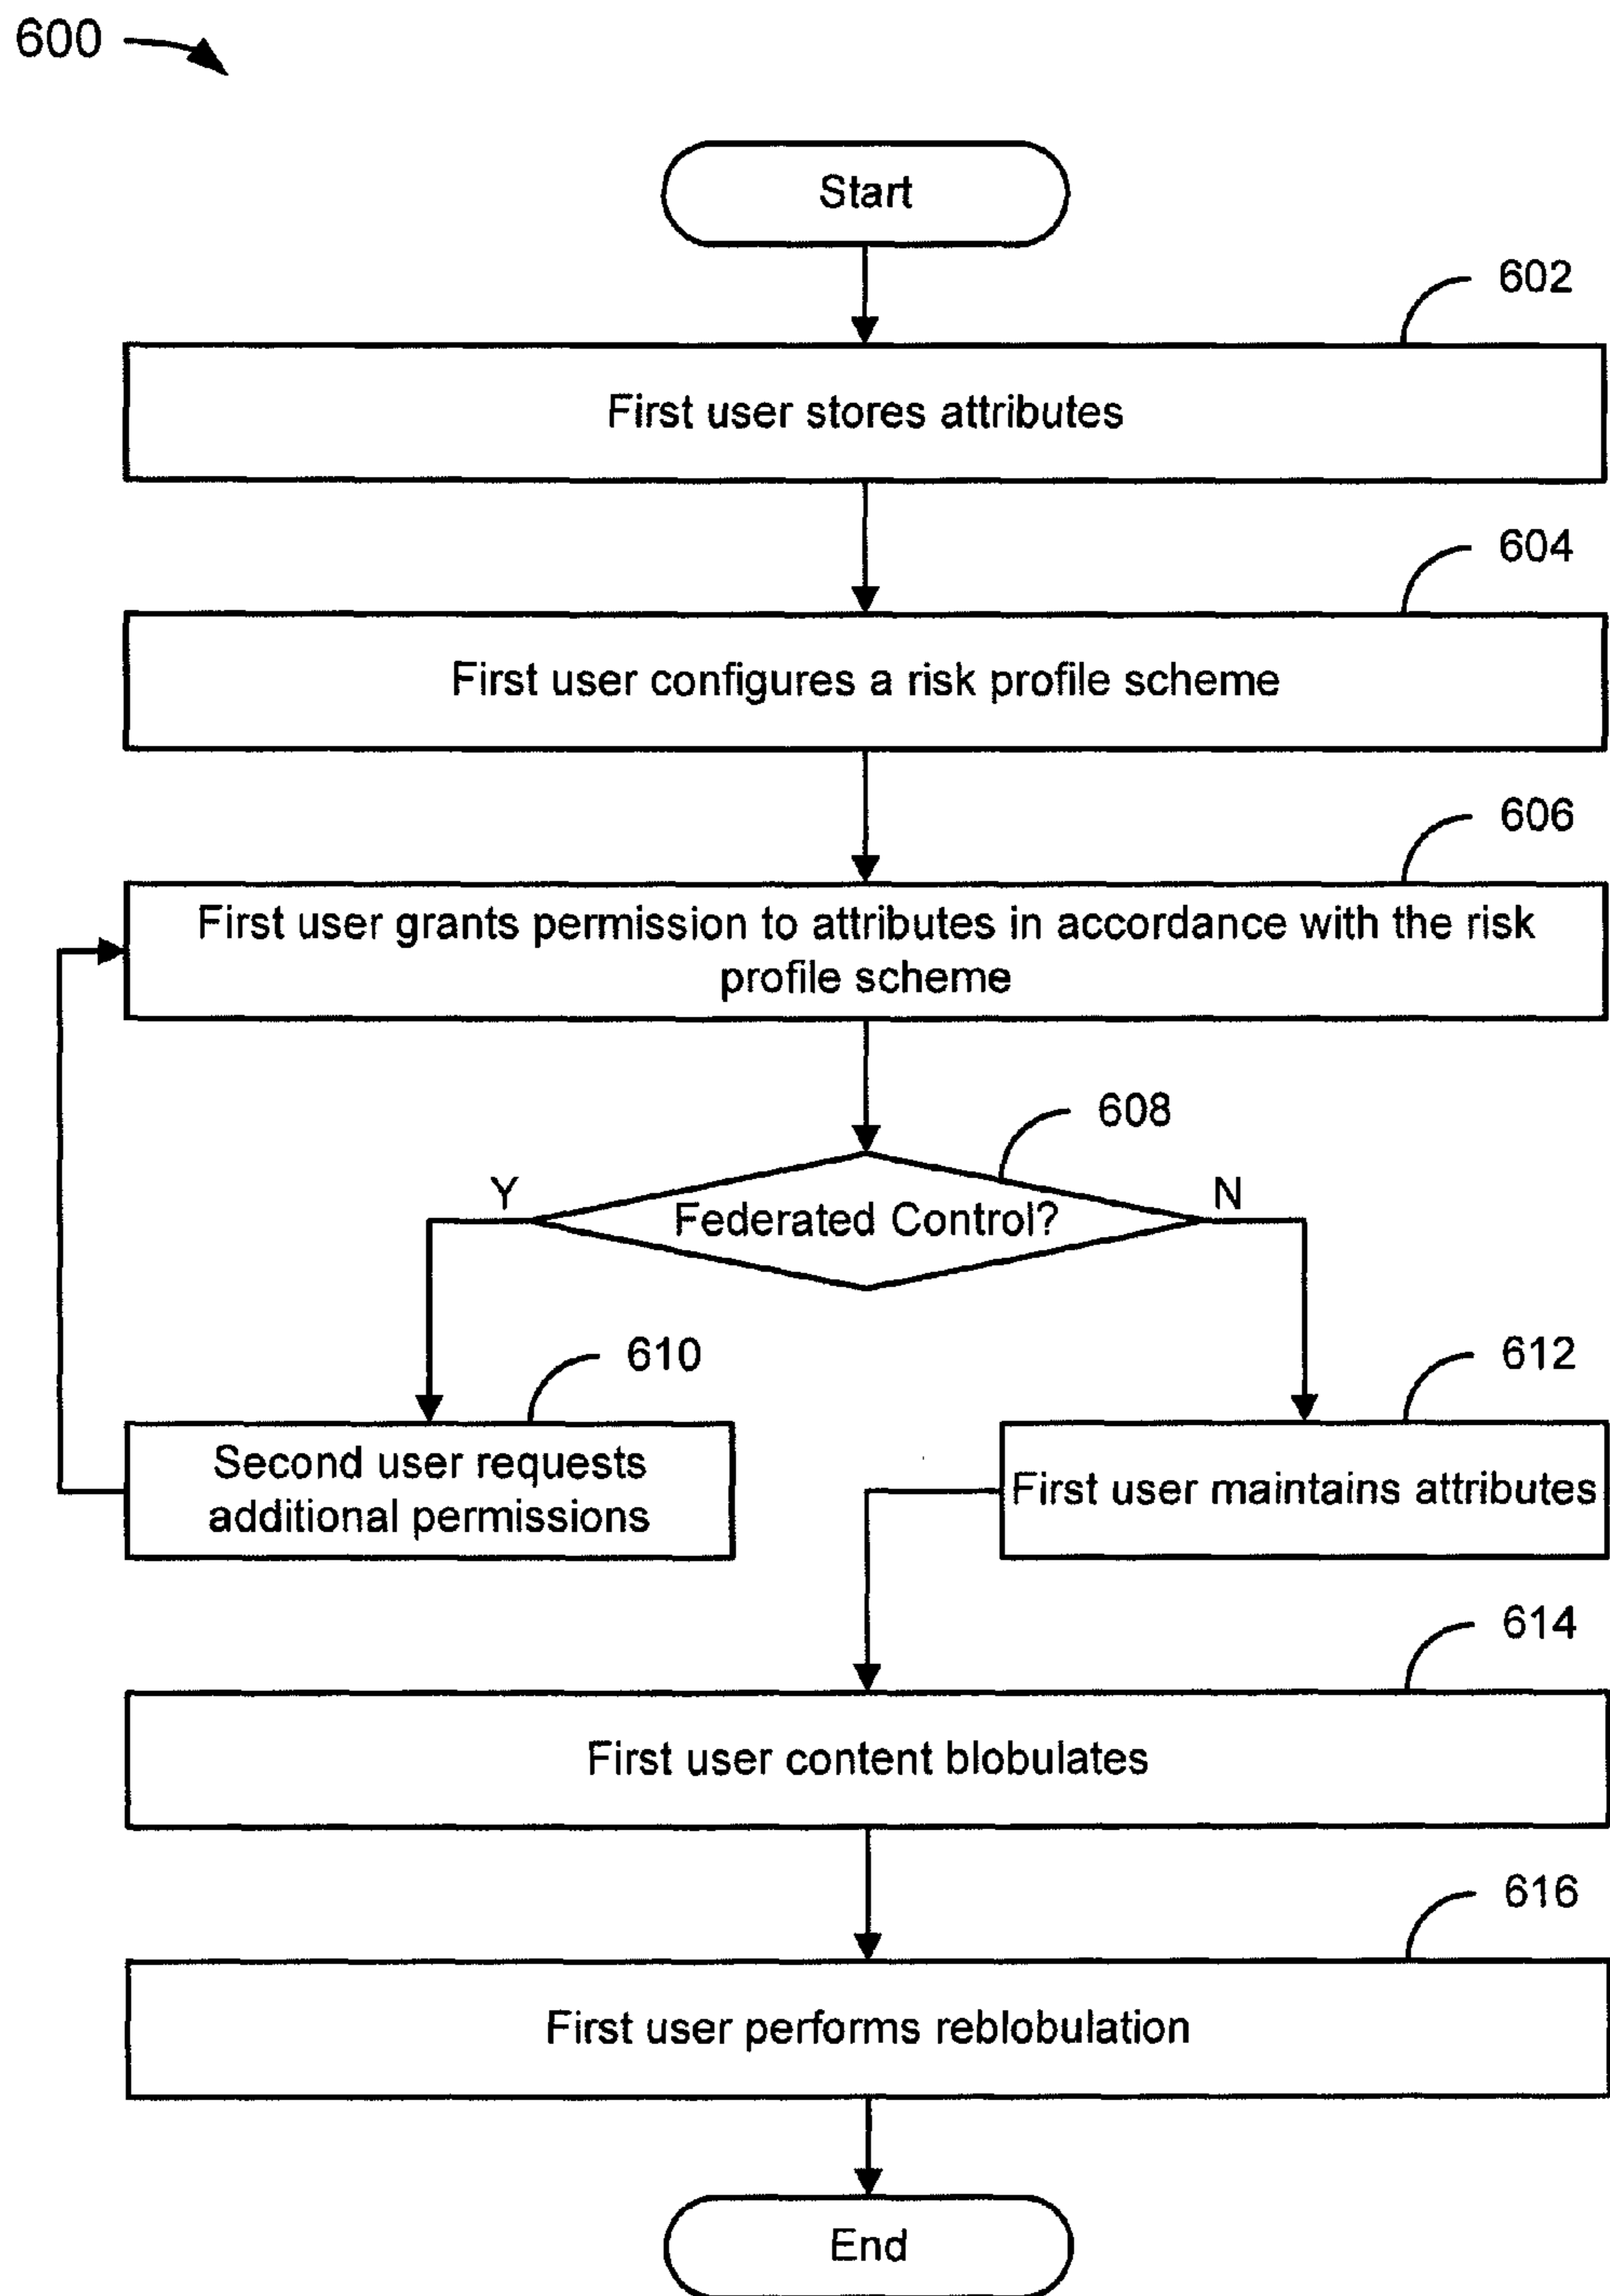 600
Start
602
First user stores attributes
604
First user configures a risk profile scheme
606
First user grants permission to attributes in accordance with the risk
profile scheme
608
Y
N
Federated Control?
610
612
Second user requests
additional permissions
First user maintains attributes
614
First user content blobulates
616
First user performs reblobulation
End